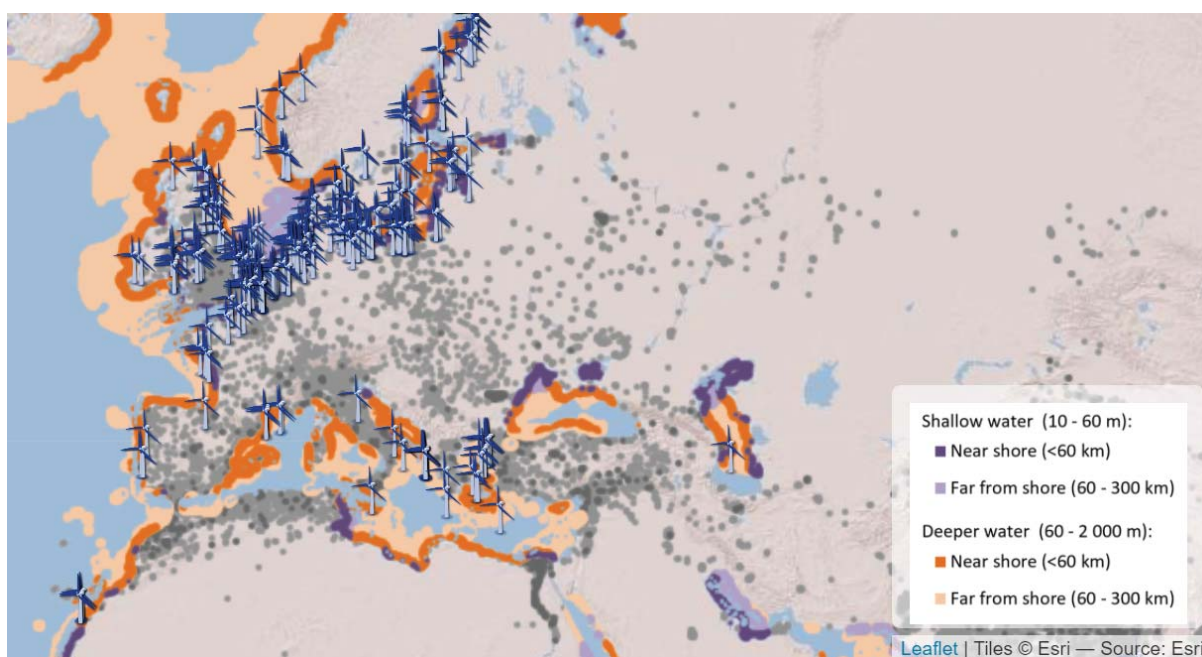 Shallow water (10 - 60 m):
Near shore (<60 km)
Far from shore (60 - 300 km)
Deeper water (60 - 2 000 m):
Near shore (<60 km)
Far from shore (60 - 300 km)
Leaflet | Tiles © Esri — Source: Esri